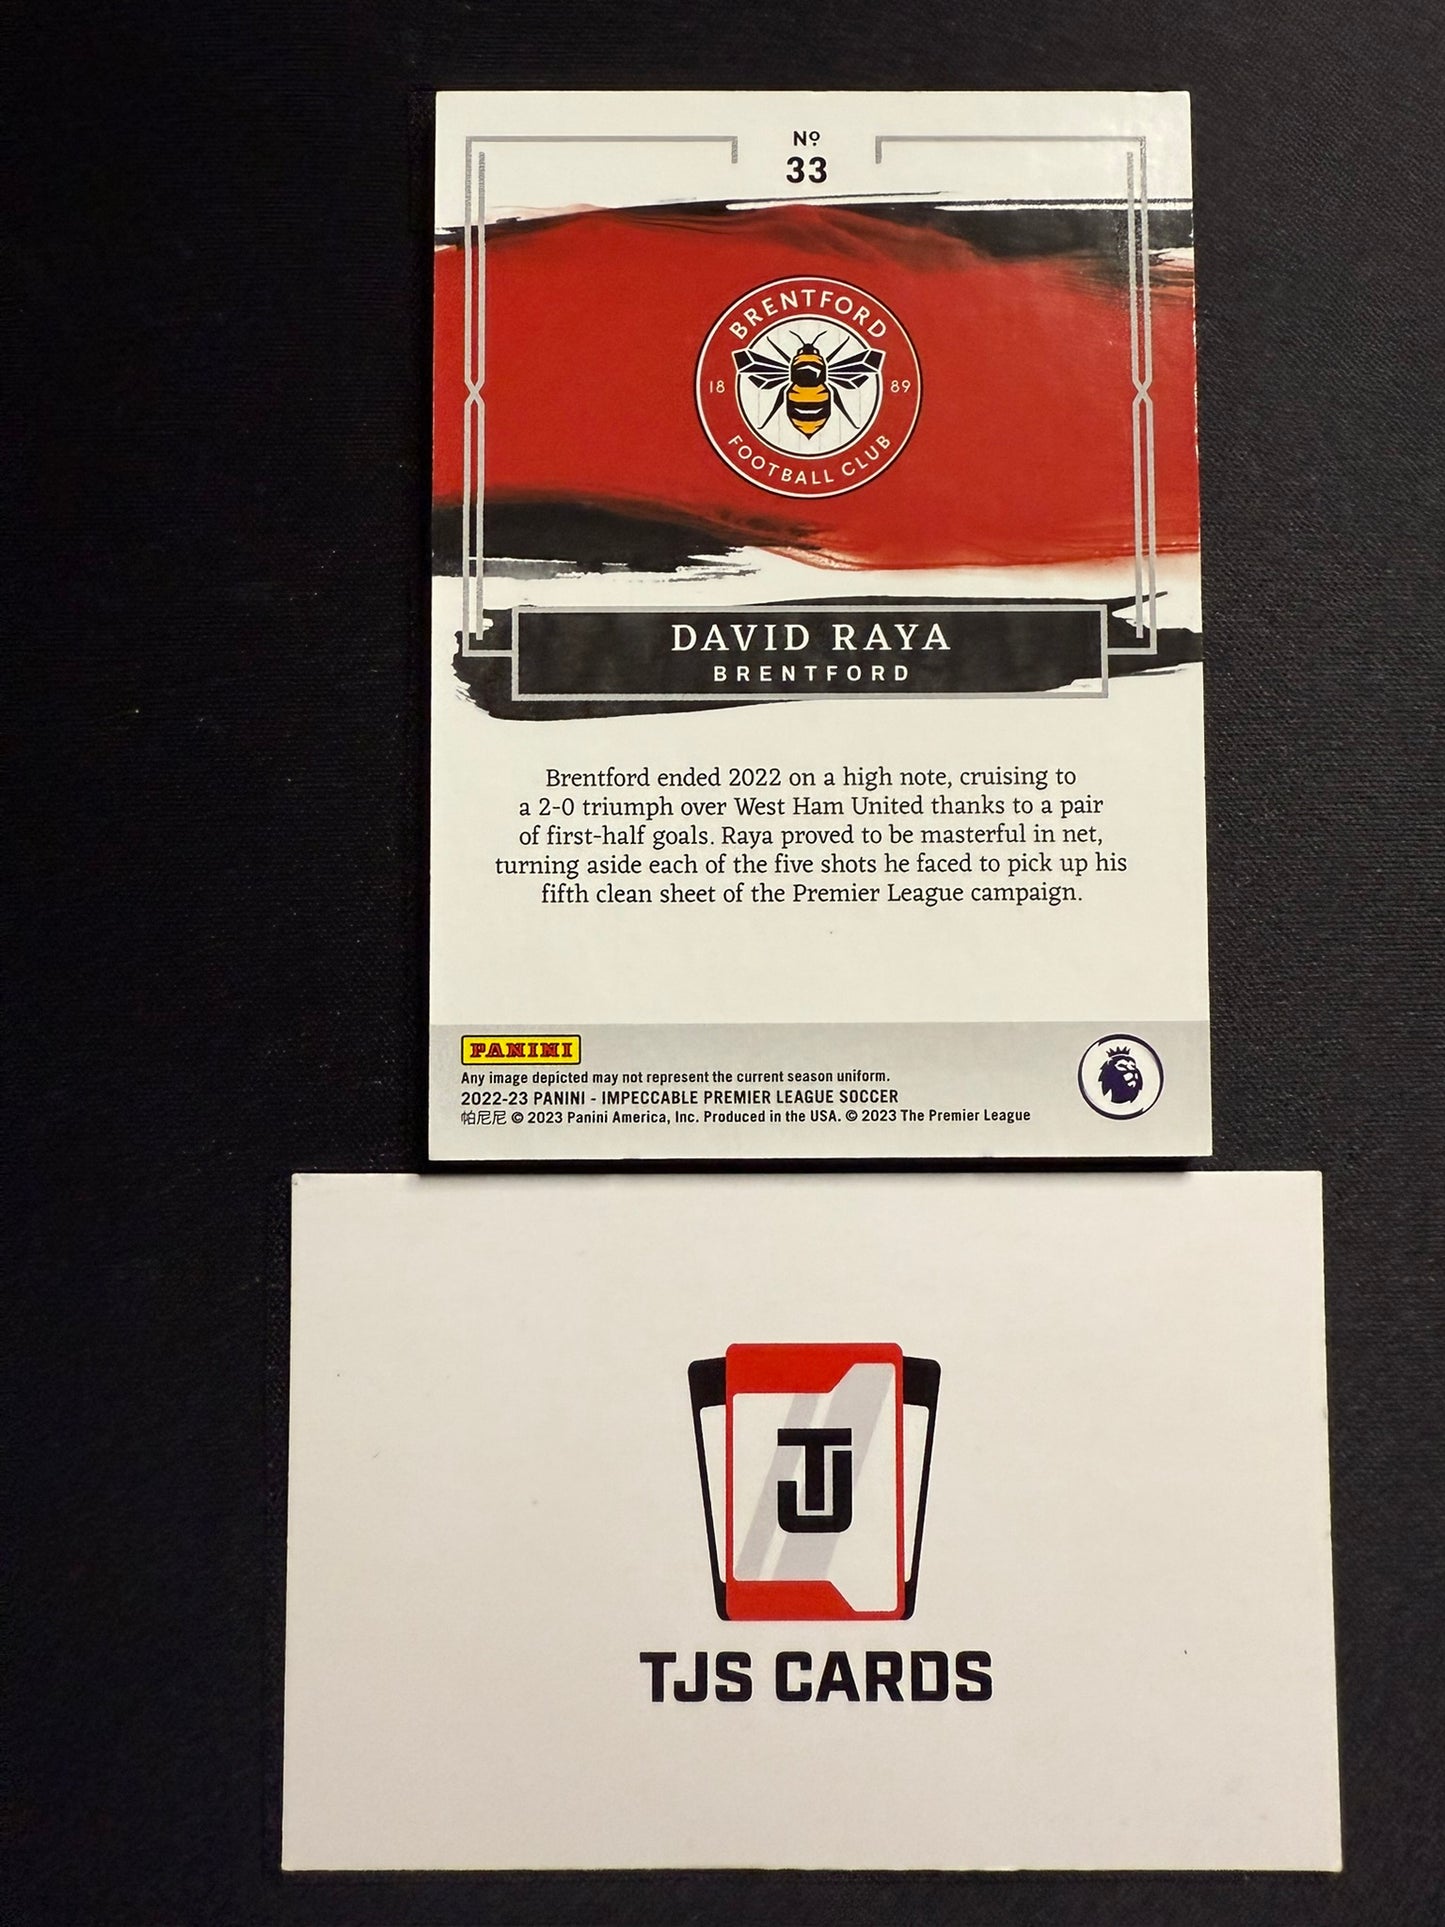 Nº
33
BRENTFORD
18 89
FOOTBALL CLUB
DAVID RAYA
BRENTFORD
Brentford ended 2022 on a high note, cruising to
a 2-0 triumph over West Ham United thanks to a pair
of first-half goals. Raya proved to be masterful in net,
turning aside each of the five shots he faced to pick up his
fifth clean sheet of the Premier League campaign.
PANINI
Any image depicted may not represent the current season uniform.
2022-23 PANINI - IMPECCABLE PREMIER LEAGUE SOCCER
帕尼尼 © 2023 Panini America, Inc. Produced in the USA. © 2023 The Premier League
TJ
TJS CARDS